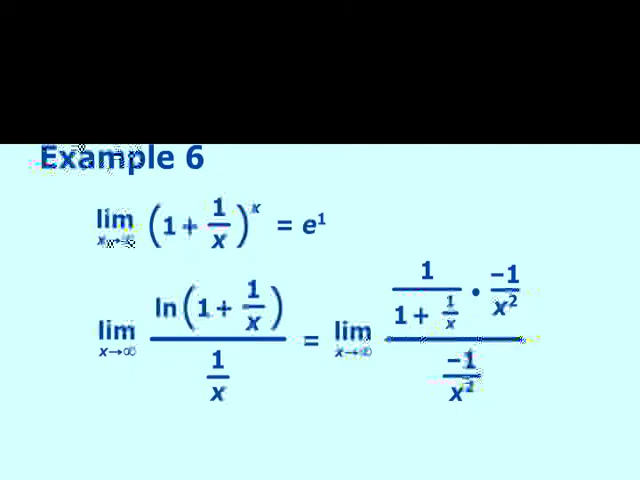 Example 6
lim x→∞ (1 + 1/x)^x = e^1
lim x→∞ ln(1 + 1/x) / (1/x) = lim x→∞ (1/(1 + 1/x) · −1/x²) / (−1/x²)